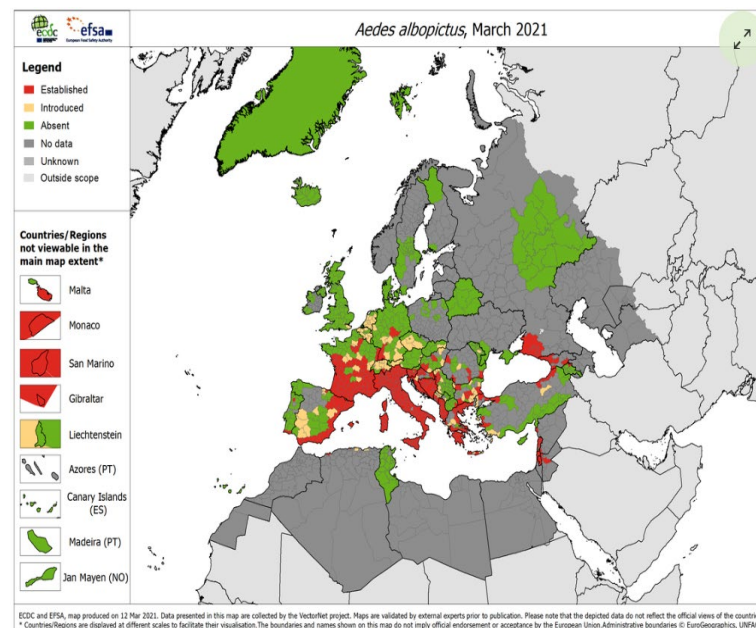 ecdc
efsa
European Food Safety Authority
Aedes albopictus, March 2021
Legend
Established
Introduced
Absent
No data
Unknown
Outside scope
Countries/Regions
not viewable in the
main map extent*
Malta
Monaco
San Marino
Gibraltar
Liechtenstein
Azores (PT)
Canary Islands
(ES)
Madeira (PT)
Jan Mayen (NO)
ECDC and EFSA, map produced on 12 Mar 2021. Data presented in this map are collected by the VectorNet project. Maps are validated by external experts prior to publication. Please note that the depicted data do not reflect the official views of the countrie
* Countries/Regions are displayed at different scales to facilitate their visualisation.The boundaries and names shown on this map do not imply official endorsement or acceptance by the European Union.Administrative boundaries © EuroGeographics, UNFA